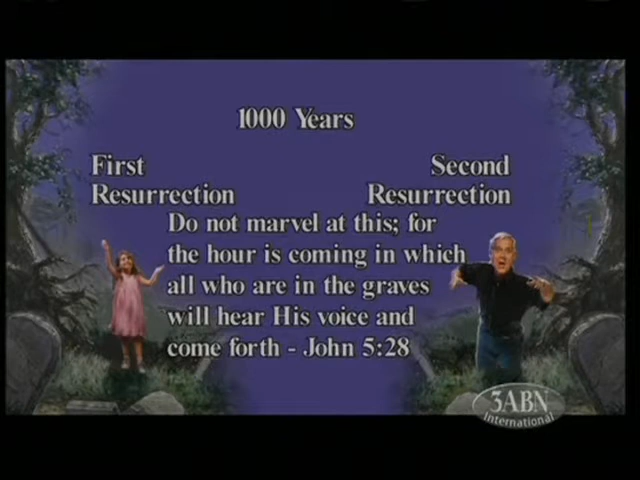 1000 Years
First
Resurrection
Second
Resurrection
Do not marvel at this; for
the hour is coming in which
all who are in the graves
will hear His voice and
come forth - John 5:28
3ABN
International